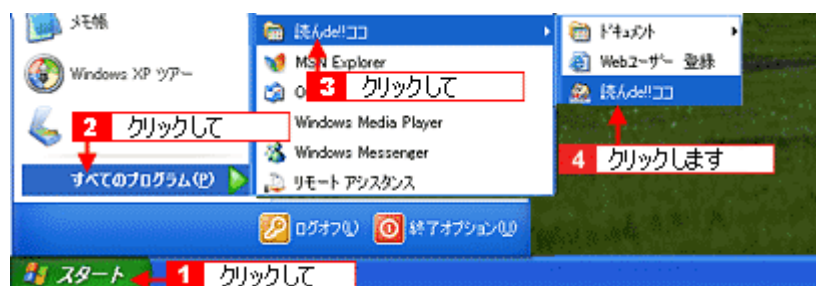 メモ帳
Windows XP ツアー
2 クリックして
すべてのプログラム(P)
読んde!!ココ
MSN Explorer
3 クリックして
Windows Media Player
Windows Messenger
リモート アシスタンス
ドキュメント
Webユーザー 登録
読んde!!ココ
4 クリックします
ログオフ(L)
終了オプション(U)
スタート
1 クリックして